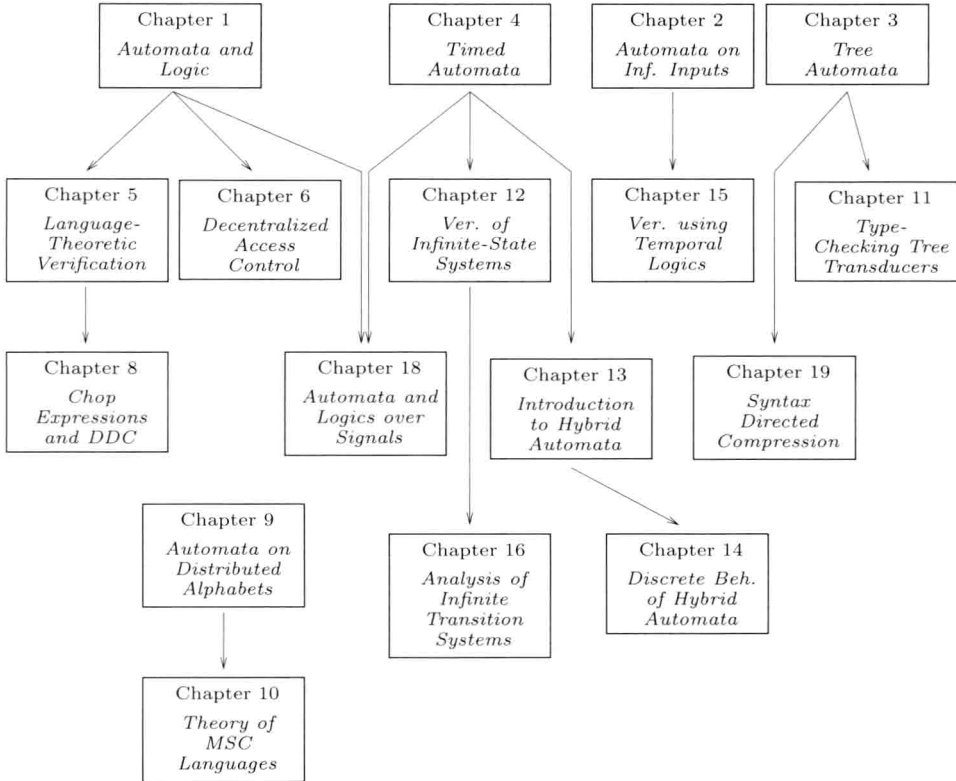 Chapter 1
Automata and
Logic
Chapter 4
Timed
Automata
Chapter 2
Automata on
Inf. Inputs
Chapter 3
Tree
Automata
Chapter 5
Language-
Theoretic
Verification
Chapter 6
Decentralized
Access
Control
Chapter 12
Ver. of
Infinite-State
Systems
Chapter 15
Ver. using
Temporal
Logics
Chapter 11
Type-
Checking Tree
Transducers
Chapter 8
Chop
Expressions
and DDC
Chapter 18
Automata and
Logics over
Signals
Chapter 13
Introduction
to Hybrid
Automata
Chapter 19
Syntax
Directed
Compression
Chapter 9
Automata on
Distributed
Alphabets
Chapter 16
Analysis of
Infinite
Transition
Systems
Chapter 14
Discrete Beh.
of Hybrid
Automata
Chapter 10
Theory of
MSC
Languages